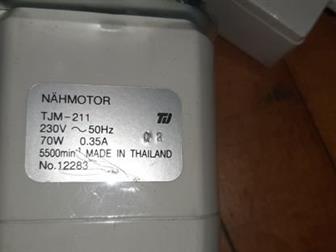 NÄHMOTOR
TJM-211
230V ~ 50Hz
70W 0.35A
5500min⁻¹ MADE IN THAILAND
No.12283